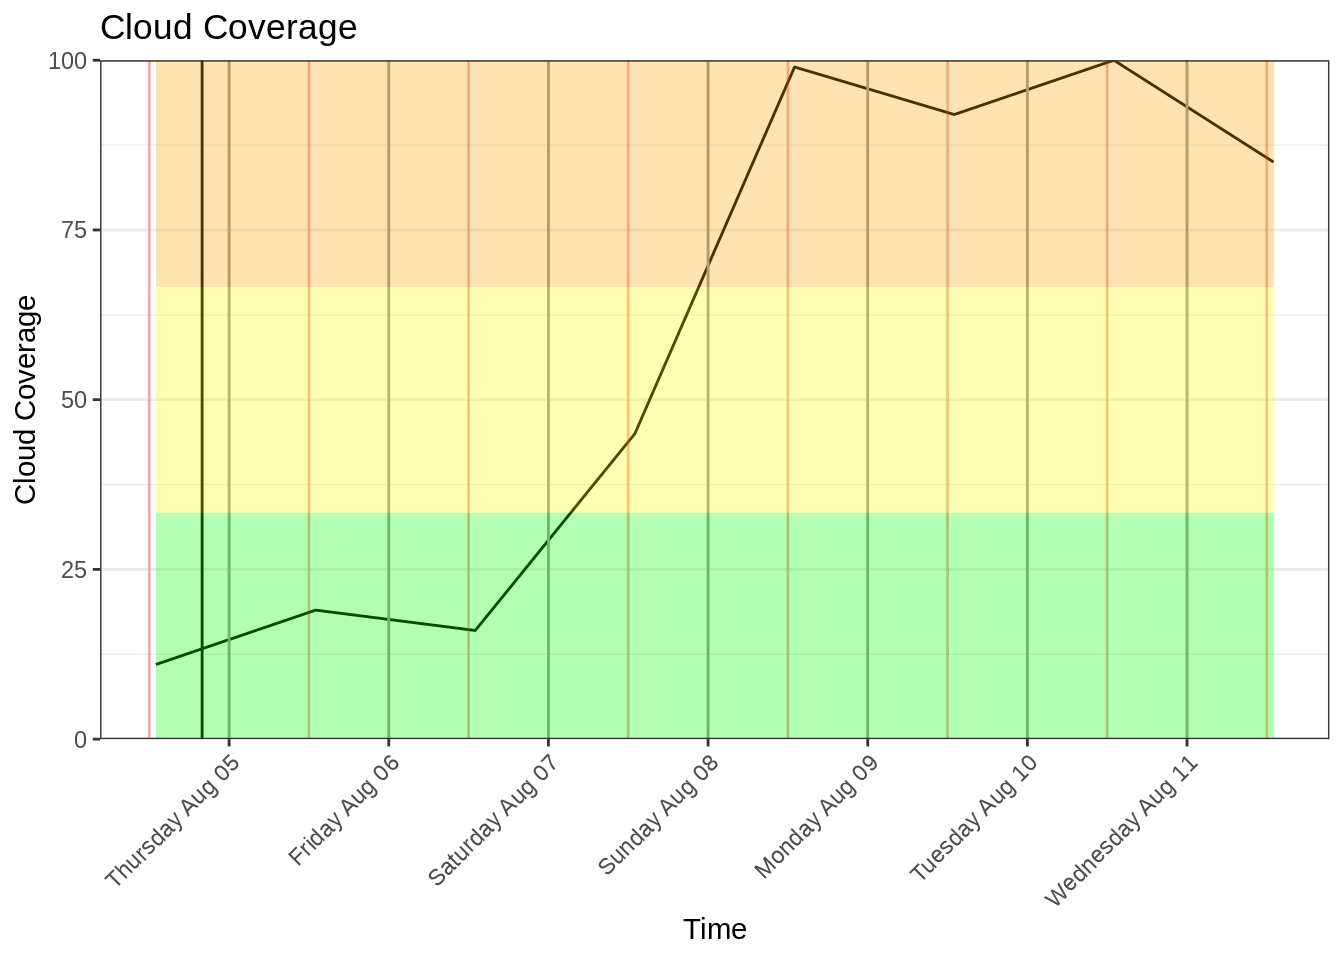 Cloud Coverage
100
75
50
25
0
Cloud Coverage
Thursday Aug 05
Friday Aug 06
Saturday Aug 07
Sunday Aug 08
Monday Aug 09
Tuesday Aug 10
Wednesday Aug 11
Time